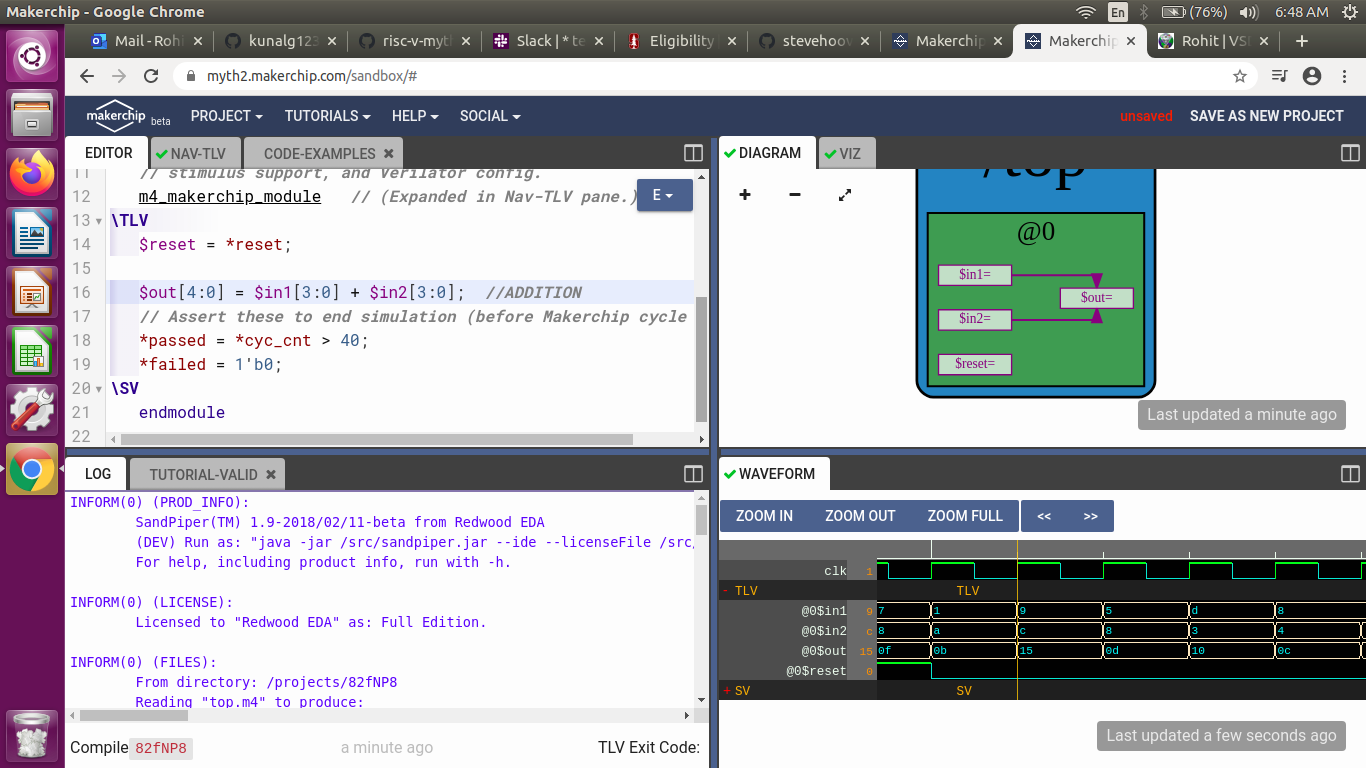 Makerchip - Google Chrome
En (76%) 6:48 AM
Mail - Rohi
kunalg123
risc-v-myth
Slack | * te
Eligibility
stevehoov
Makerchip
Makerchip
Rohit | VSD
myth2.makerchip.com/sandbox/#
makerchip beta PROJECT TUTORIALS HELP SOCIAL unsaved SAVE AS NEW PROJECT
EDITOR NAV-TLV CODE-EXAMPLES
11 // stimulus support, and Verilator config.
12 m4_makerchip_module // (Expanded in Nav-TLV pane.)
E
13 \TLV
14 $reset = *reset;
15
16 $out[4:0] = $in1[3:0] + $in2[3:0]; //ADDITION
17 // Assert these to end simulation (before Makerchip cycle
18 *passed = *cyc_cnt > 40;
19 *failed = 1'b0;
20 \SV
21 endmodule
22
DIAGRAM VIZ
/top
@0
$in1=
$out=
$in2=
$reset=
Last updated a minute ago
LOG TUTORIAL-VALID
INFORM(0) (PROD_INFO):
SandPiper(TM) 1.9-2018/02/11-beta from Redwood EDA
(DEV) Run as: "java -jar /src/sandpiper.jar --ide --licenseFile /src/
For help, including product info, run with -h.
INFORM(0) (LICENSE):
Licensed to "Redwood EDA" as: Full Edition.
INFORM(0) (FILES):
From directory: /projects/82fNP8
Reading "top.m4" to produce:
Compile 82fNP8 a minute ago TLV Exit Code:
WAVEFORM
ZOOM IN ZOOM OUT ZOOM FULL << >>
clk 1
- TLV TLV
@0$in1 9 7 1 9 5 d 8
@0$in2 c 8 a c 8 3 4
@0$out 15 0f 0b 15 0d 10 0c
@0$reset 0
+ SV SV
Last updated a few seconds ago